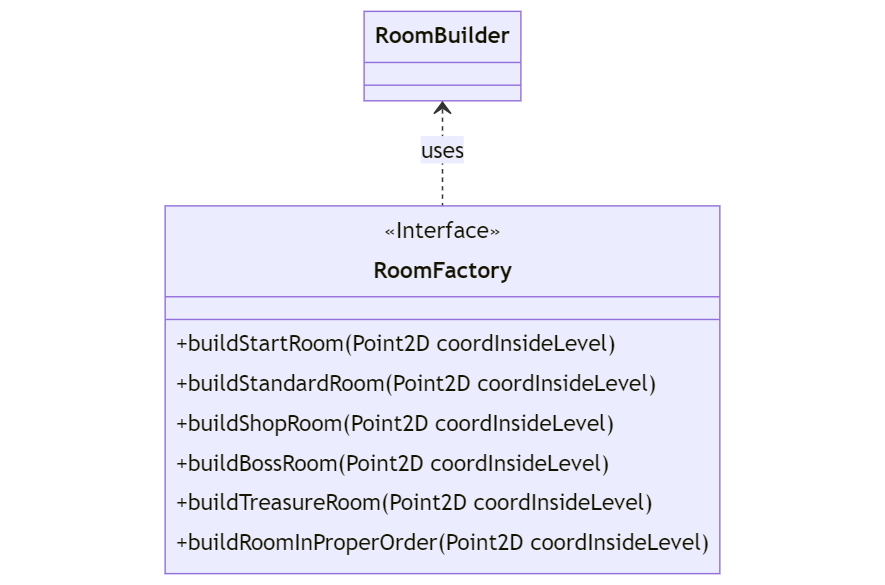 RoomBuilder
uses
«Interface»
RoomFactory
+buildStartRoom(Point2D coordInsideLevel)
+buildStandardRoom(Point2D coordInsideLevel)
+buildShopRoom(Point2D coordInsideLevel)
+buildBossRoom(Point2D coordInsideLevel)
+buildTreasureRoom(Point2D coordInsideLevel)
+buildRoomInProperOrder(Point2D coordInsideLevel)